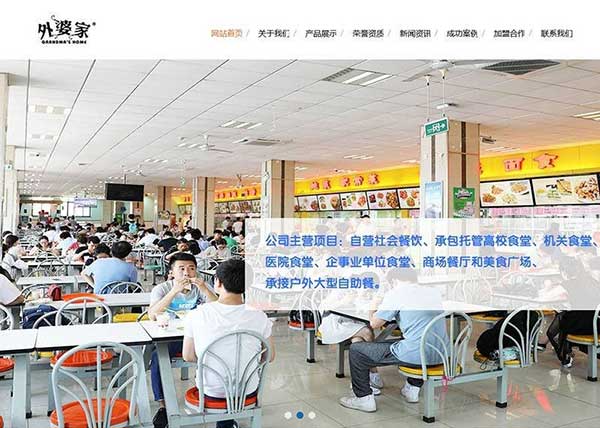 外婆家®
GRANDMA'S HOME
网站首页 / 关于我们 / 产品展示 / 荣誉资质 / 新闻资讯 / 成功案例 / 加盟合作 / 联系我们
公司主营项目：自营社会餐饮、承包托管高校食堂、机关食堂、
医院食堂、企事业单位食堂、商场餐厅和美食广场、
承接户外大型自助餐。